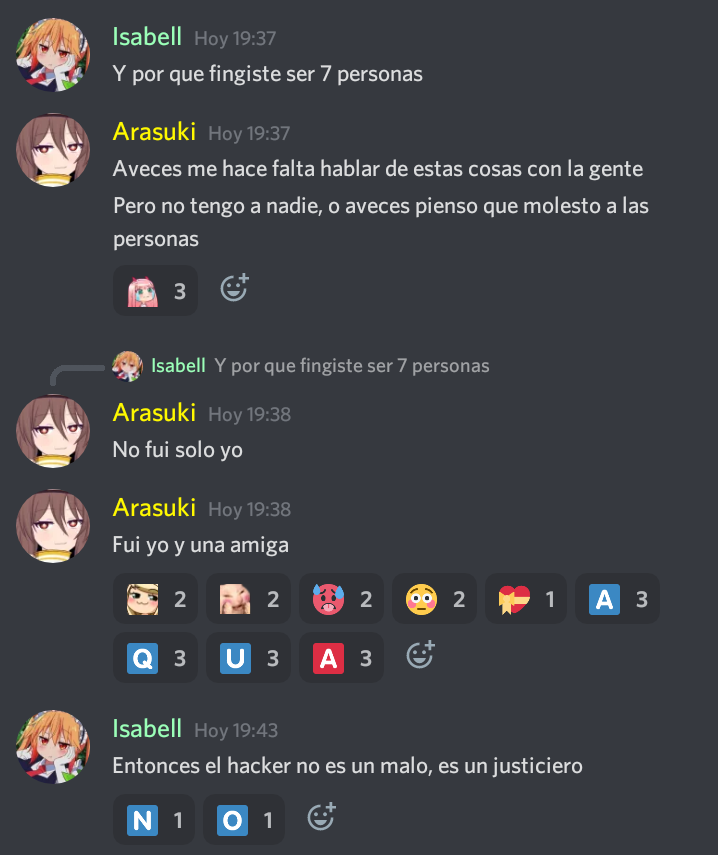 Isabell Hoy 19:37
Y por que fingiste ser 7 personas
Arasuki Hoy 19:37
Aveces me hace falta hablar de estas cosas con la gente
Pero no tengo a nadie, o aveces pienso que molesto a las
personas
3
Isabell Y por que fingiste ser 7 personas
Arasuki Hoy 19:38
No fui solo yo
Arasuki Hoy 19:38
Fui yo y una amiga
2 2 2 2 1 A 3
Q 3 U 3 A 3
Isabell Hoy 19:43
Entonces el hacker no es un malo, es un justiciero
N 1 O 1